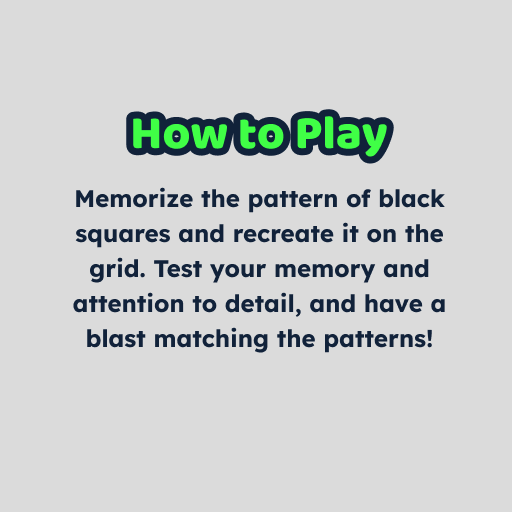 How to Play
Memorize the pattern of black
squares and recreate it on the
grid. Test your memory and
attention to detail, and have a
blast matching the patterns!